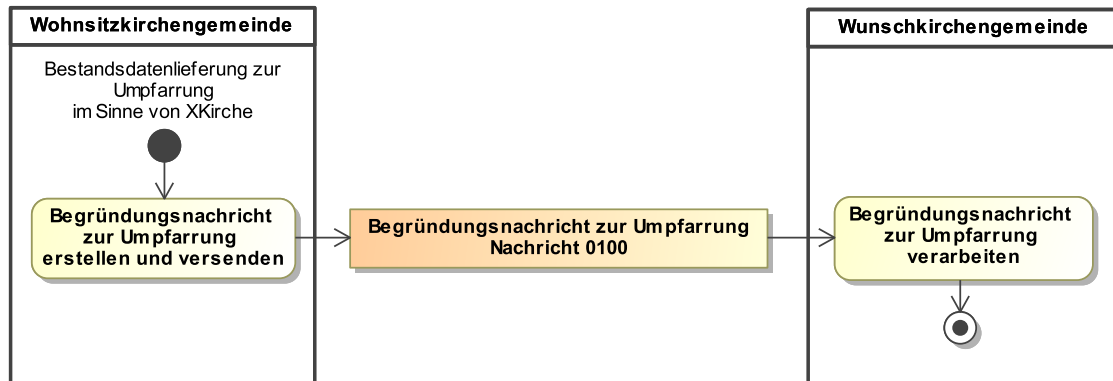 Wohnsitzkirchengemeinde
Bestandsdatenlieferung zur
Umpfarrung
im Sinne von XKirche
Begründungsnachricht
zur Umpfarrung
erstellen und versenden
Begründungsnachricht zur Umpfarrung
Nachricht 0100
Wunschkirchengemeinde
Begründungsnachricht
zur Umpfarrung
verarbeiten